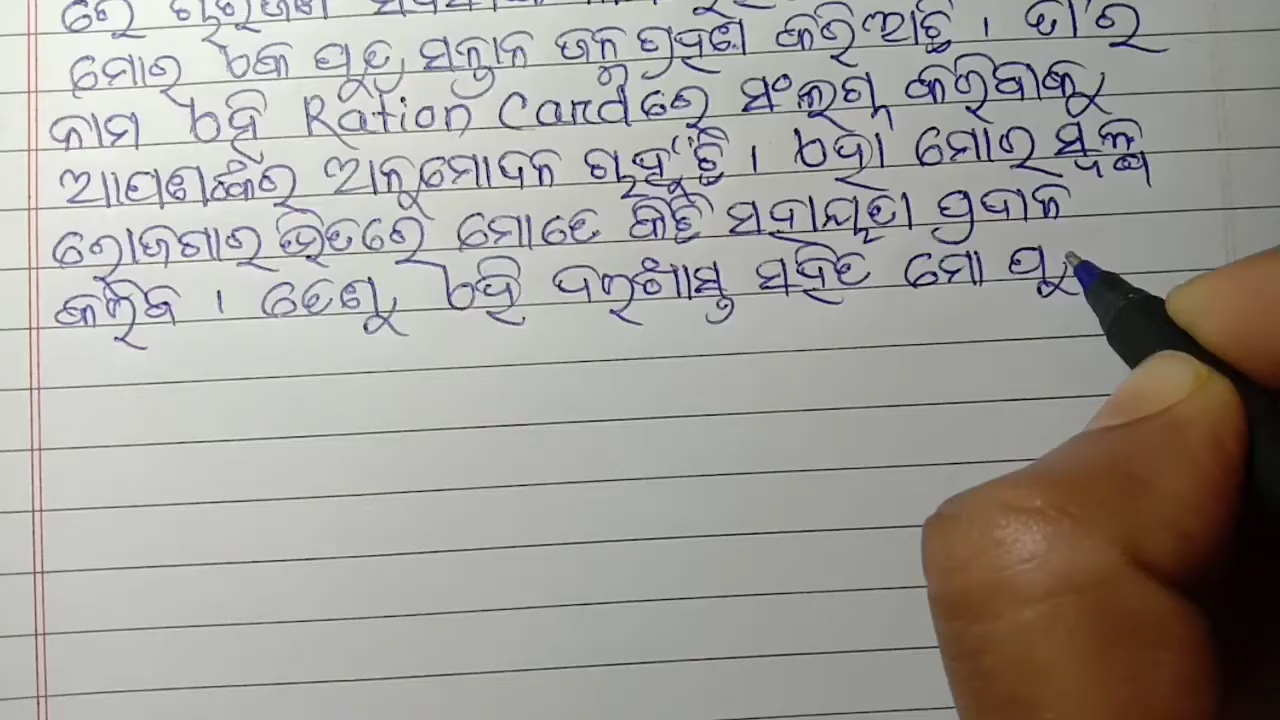 ମୋର ଏକ ପୁତ୍ର ସନ୍ତାନ ଜନ୍ମଗ୍ରହଣ କରିଅଛି । ତା'ର
ନାମ ଏହି Ration Cardରେ ସଂଲଗ୍ନ କରିବାକୁ
ଆପଣଙ୍କର ଅନୁମୋଦନ ଚାହୁଁଛି । ଏହା ମୋର ସ୍ୱଳ୍ପ
ରୋଜଗାର ଭିତରେ ମୋତେ କିଛି ସହାୟତା ପ୍ରଦାନ
କରିବ । ତେଣୁ ଏହି ଦରଖାସ୍ତ ସହିତ ମୋ ପୁ